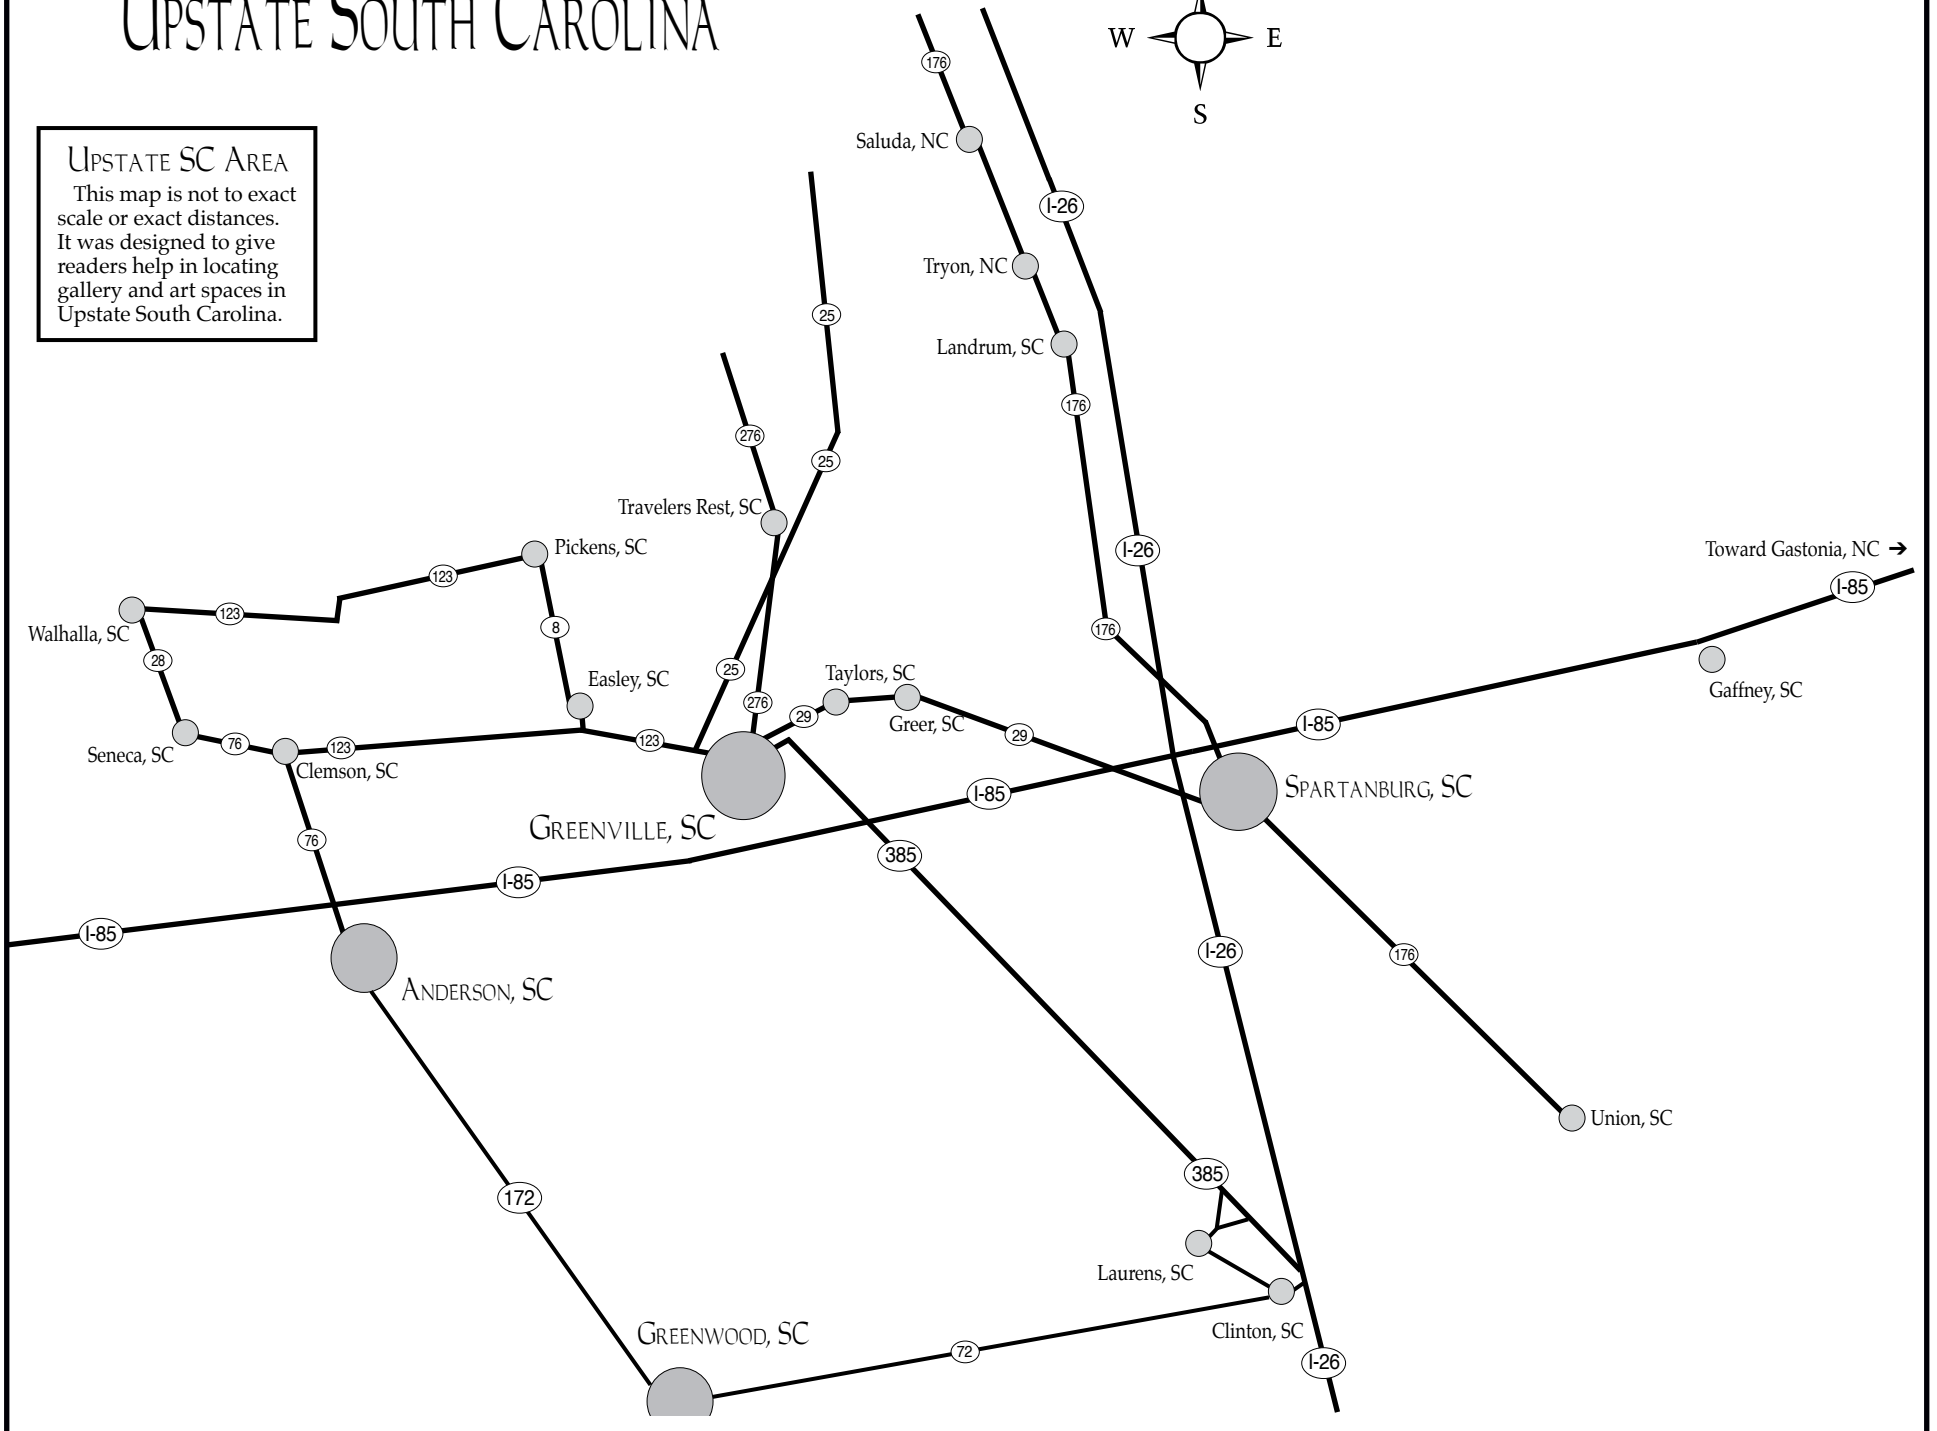 UPSTATE SOUTH CAROLINA
W
E
S
176
Saluda, NC
UPSTATE SC AREA
This map is not to exact
scale or exact distances.
It was designed to give
readers help in locating
gallery and art spaces in
Upstate South Carolina.
I-26
Tryon, NC
25
Landrum, SC
176
276
25
Travelers Rest, SC
Pickens, SC
I-26
Toward Gastonia, NC ➔
123
I-85
123
Walhalla, SC
8
176
28
25
Easley, SC
Taylors, SC
Gaffney, SC
276
29
Greer, SC
I-85
29
Seneca, SC
76
123
123
Clemson, SC
SPARTANBURG, SC
I-85
GREENVILLE, SC
76
385
I-85
I-85
I-26
176
ANDERSON, SC
Union, SC
385
172
Laurens, SC
Clinton, SC
GREENWOOD, SC
72
I-26